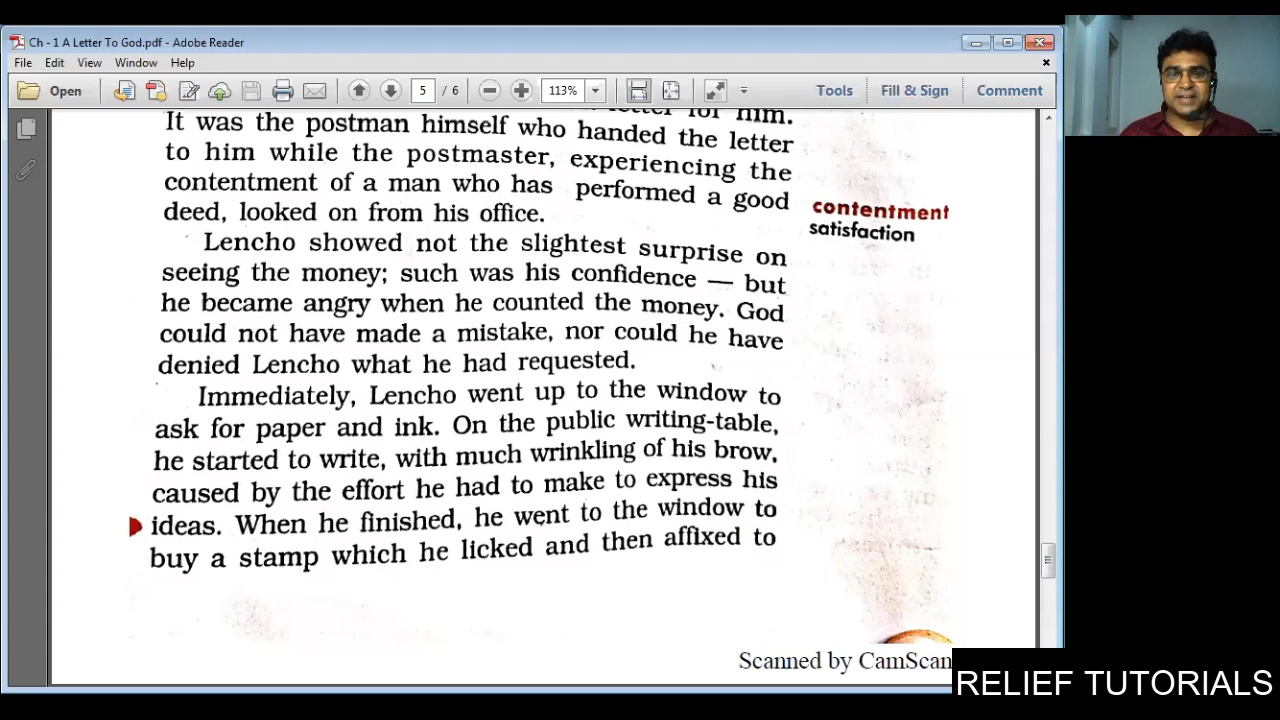 Ch - 1 A Letter To God.pdf - Adobe Reader
File Edit View Window Help
Open 5 / 6 113% Tools Fill & Sign Comment
letter for him.
It was the postman himself who handed the letter
to him while the postmaster, experiencing the
contentment of a man who has performed a good
deed, looked on from his office.
contentment
satisfaction
Lencho showed not the slightest surprise on
seeing the money; such was his confidence — but
he became angry when he counted the money. God
could not have made a mistake, nor could he have
denied Lencho what he had requested.
Immediately, Lencho went up to the window to
ask for paper and ink. On the public writing-table,
he started to write, with much wrinkling of his brow,
caused by the effort he had to make to express his
ideas. When he finished, he went to the window to
buy a stamp which he licked and then affixed to
Scanned by CamScan
RELIEF TUTORIALS